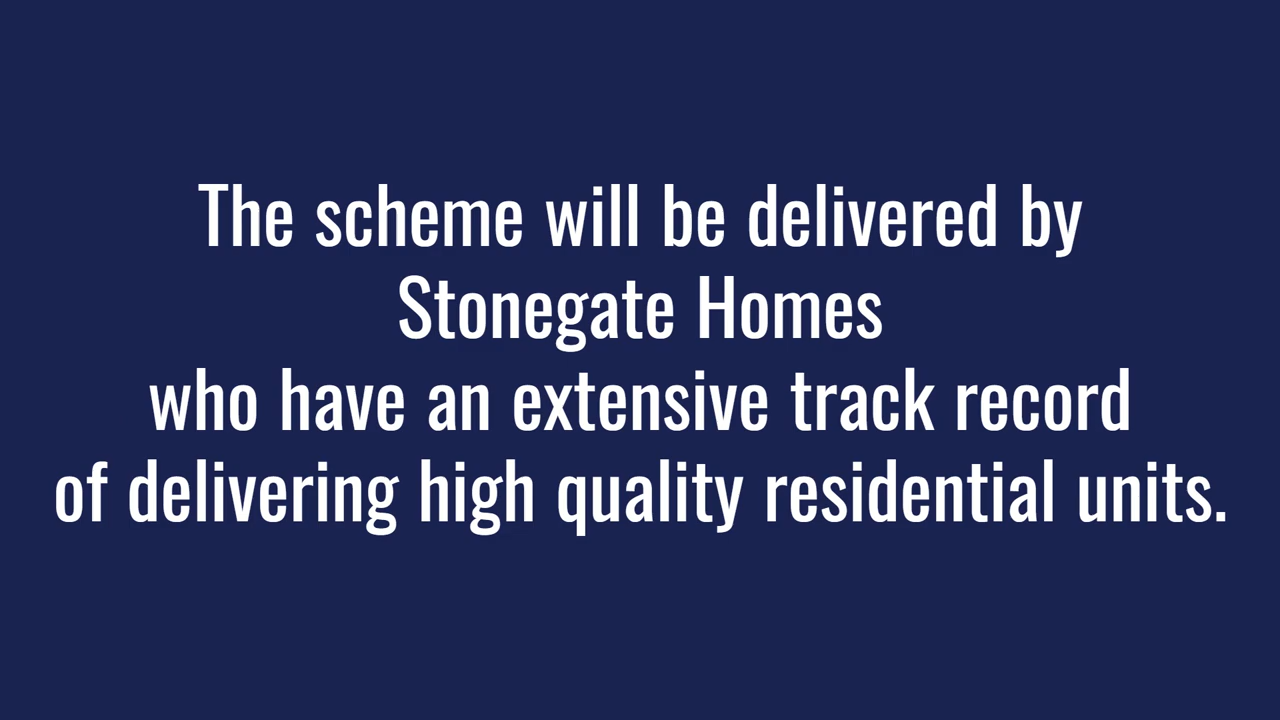 The scheme will be delivered by
Stonegate Homes
who have an extensive track record
of delivering high quality residential units.